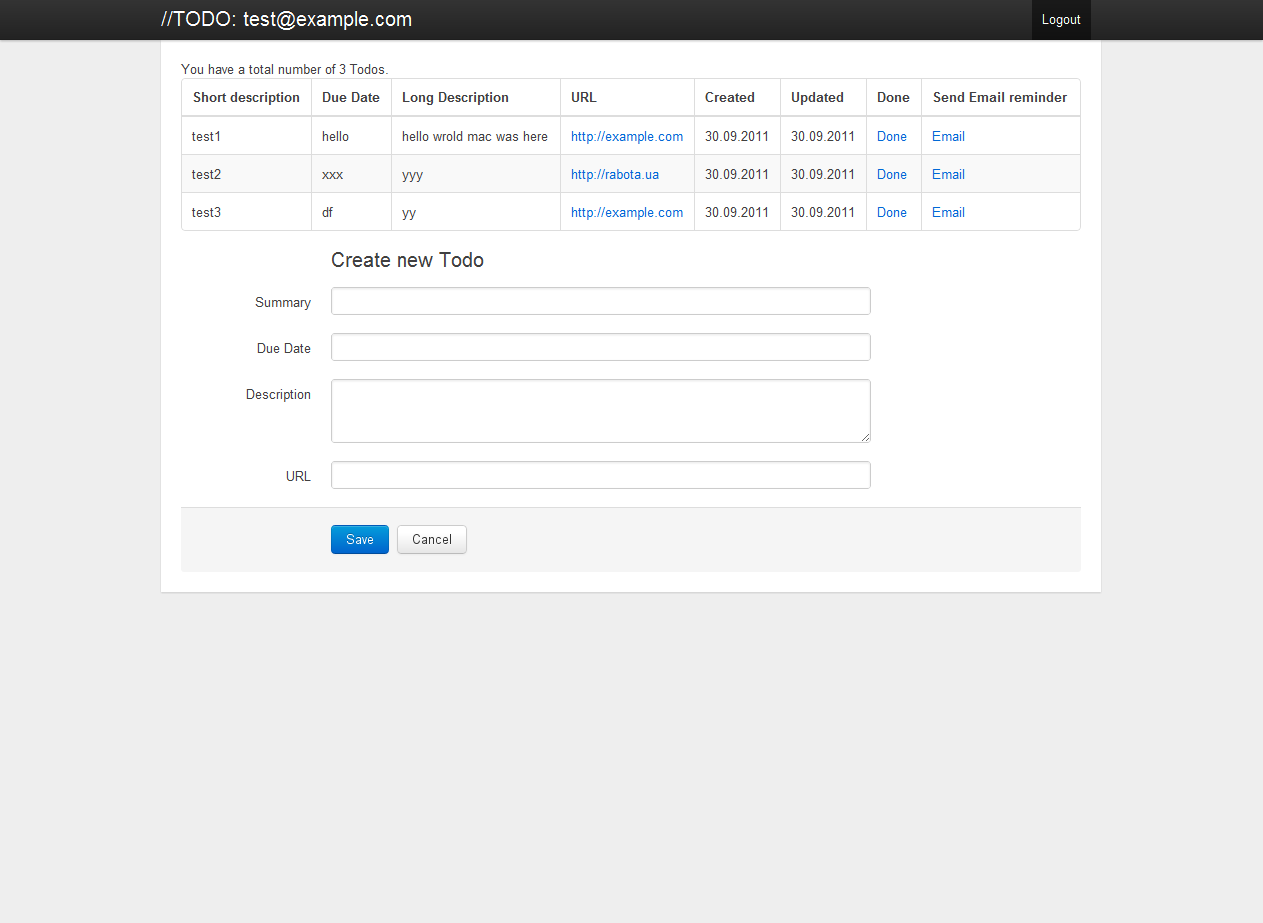 //TODO: test@example.com Logout
You have a total number of 3 Todos.
Short description Due Date Long Description URL Created Updated Done Send Email reminder
test1 hello hello wrold mac was here http://example.com 30.09.2011 30.09.2011 Done Email
test2 xxx yyy http://rabota.ua 30.09.2011 30.09.2011 Done Email
test3 df yy http://example.com 30.09.2011 30.09.2011 Done Email
Create new Todo
Summary
Due Date
Description
URL
Save Cancel